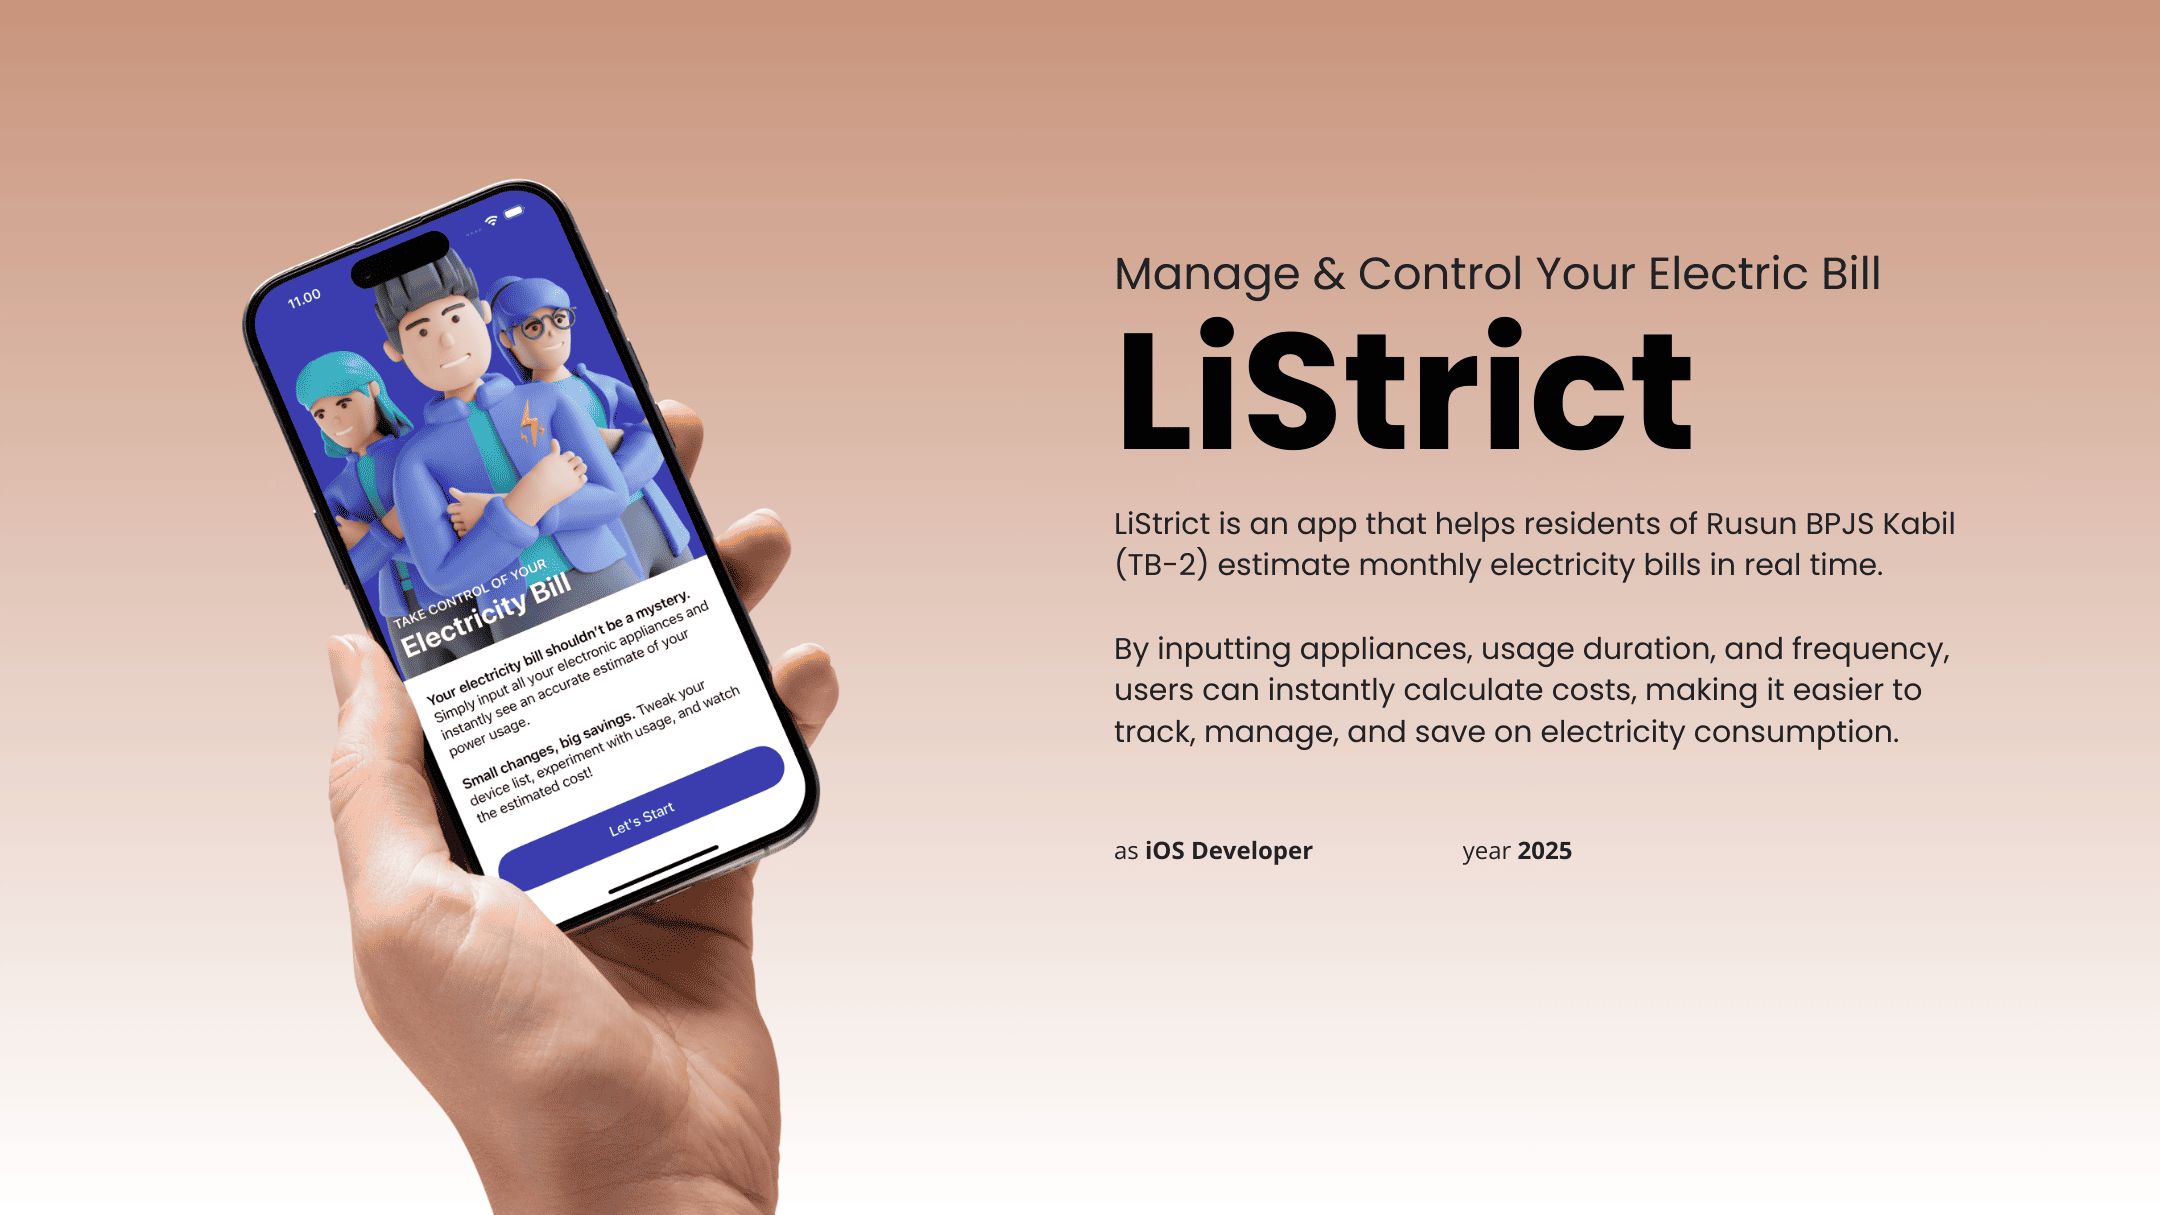 11.00
TAKE CONTROL OF YOUR
Electricity Bill
Your electricity bill shouldn't be a mystery.
Simply input all your electronic appliances and
instantly see an accurate estimate of your
power usage.
Small changes, big savings. Tweak your
device list, experiment with usage, and watch
the estimated cost!
Let's Start
Manage & Control Your Electric Bill
LiStrict
LiStrict is an app that helps residents of Rusun BPJS Kabil
(TB-2) estimate monthly electricity bills in real time.
By inputting appliances, usage duration, and frequency,
users can instantly calculate costs, making it easier to
track, manage, and save on electricity consumption.
as iOS Developer
year 2025